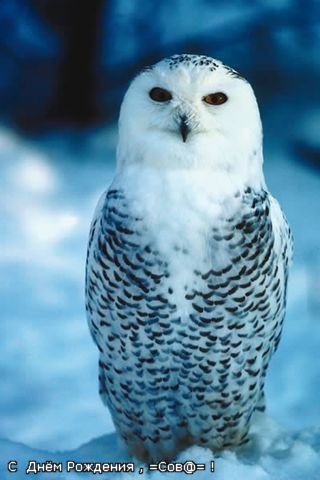 С Днём Рождения , =Сов@= !